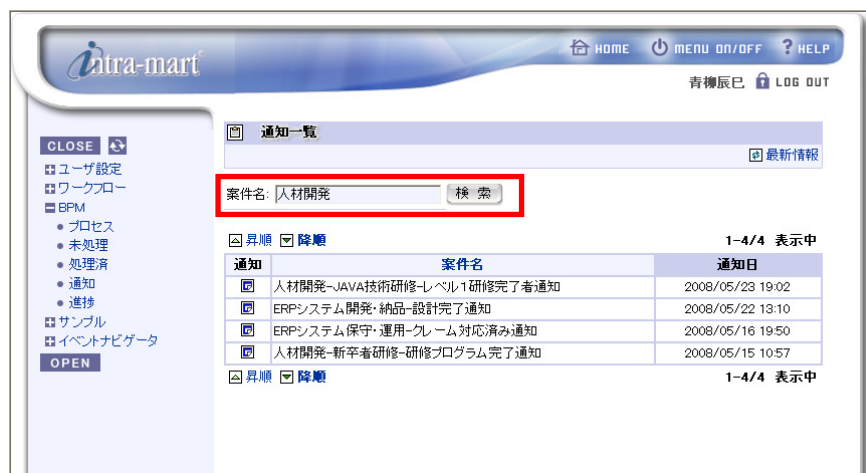 intra-mart
HOME MENU ON/OFF ? HELP
青柳辰巳 LOG OUT
CLOSE
ユーザ設定
ワークフロー
BPM
プロセス
未処理
処理済
通知
進捗
サンプル
イベントナビゲータ
OPEN
通知一覧
最新情報
案件名: 人材開発 検 索
昇順 降順 1-4/4 表示中
通知 案件名 通知日
人材開発-JAVA技術研修-レベル1研修完了者通知 2008/05/23 19:02
ERPシステム開発・納品-設計完了通知 2008/05/22 13:10
ERPシステム保守・運用-クレーム対応済み通知 2008/05/16 19:50
人材開発-新卒者研修-研修プログラム完了通知 2008/05/15 10:57
昇順 降順 1-4/4 表示中